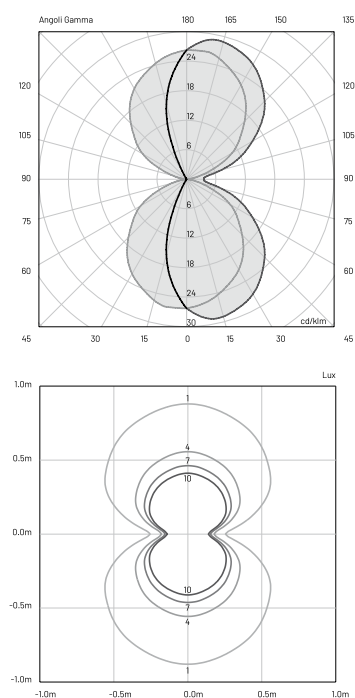 Angoli Gamma 180 165 150 135
24
120 18 120
105 12 105
6
90 90
6
75 12 75
60 18 60
24
30 cd/klm
45 30 15 0 15 30 45
Lux
1.0m
1
0.5m
4
7
10
0.0m
10
-0.5m 7
4
1
-1.0m
-1.0m -0.5m 0.0m 0.5m 1.0m